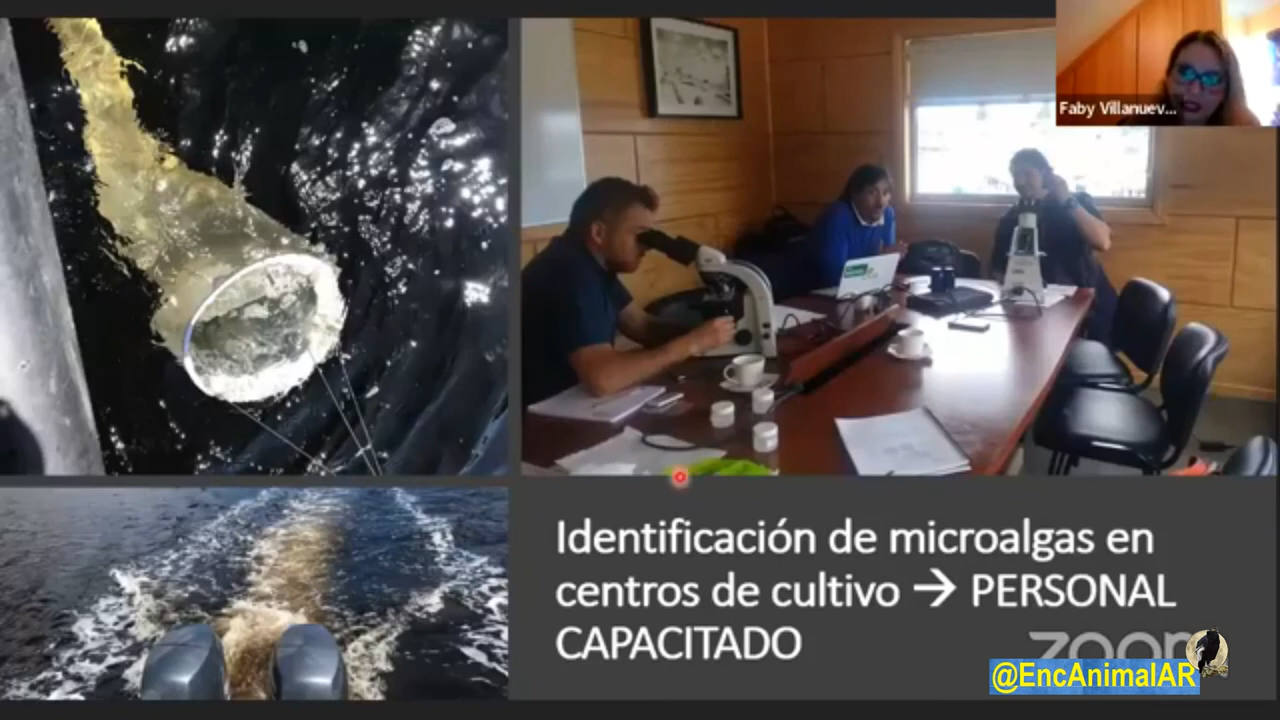 Faby Villanuev...
Identificación de microalgas en
centros de cultivo → PERSONAL
CAPACITADO
zoom
@EncAnimalAR